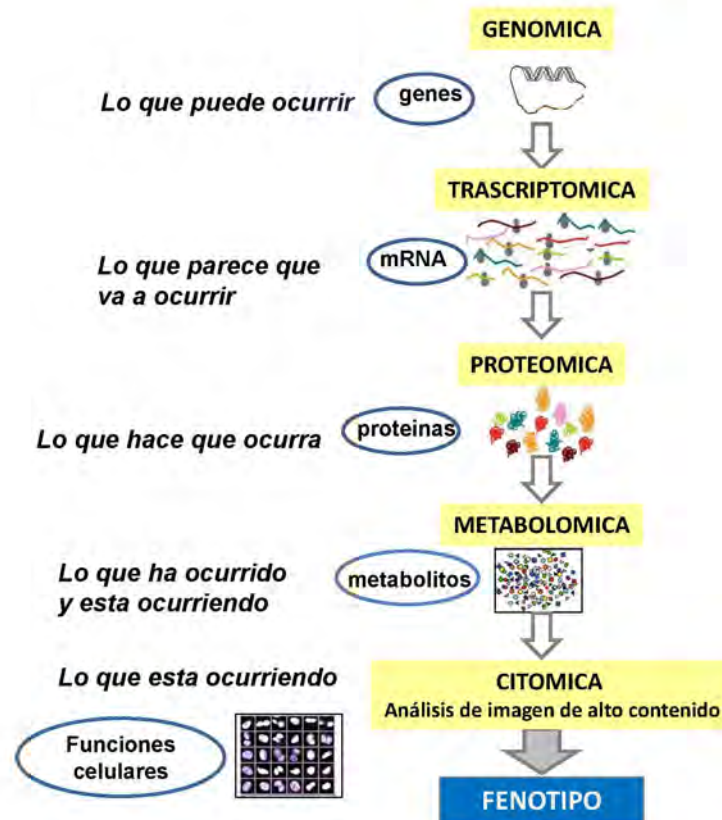 GENOMICA
Lo que puede ocurrir
genes
TRASCRIPTOMICA
Lo que parece que
va a ocurrir
mRNA
PROTEOMICA
Lo que hace que ocurra
proteinas
METABOLOMICA
Lo que ha ocurrido
y esta ocurriendo
metabolitos
Lo que esta ocurriendo
CITOMICA
Análisis de imagen de alto contenido
Funciones
celulares
FENOTIPO